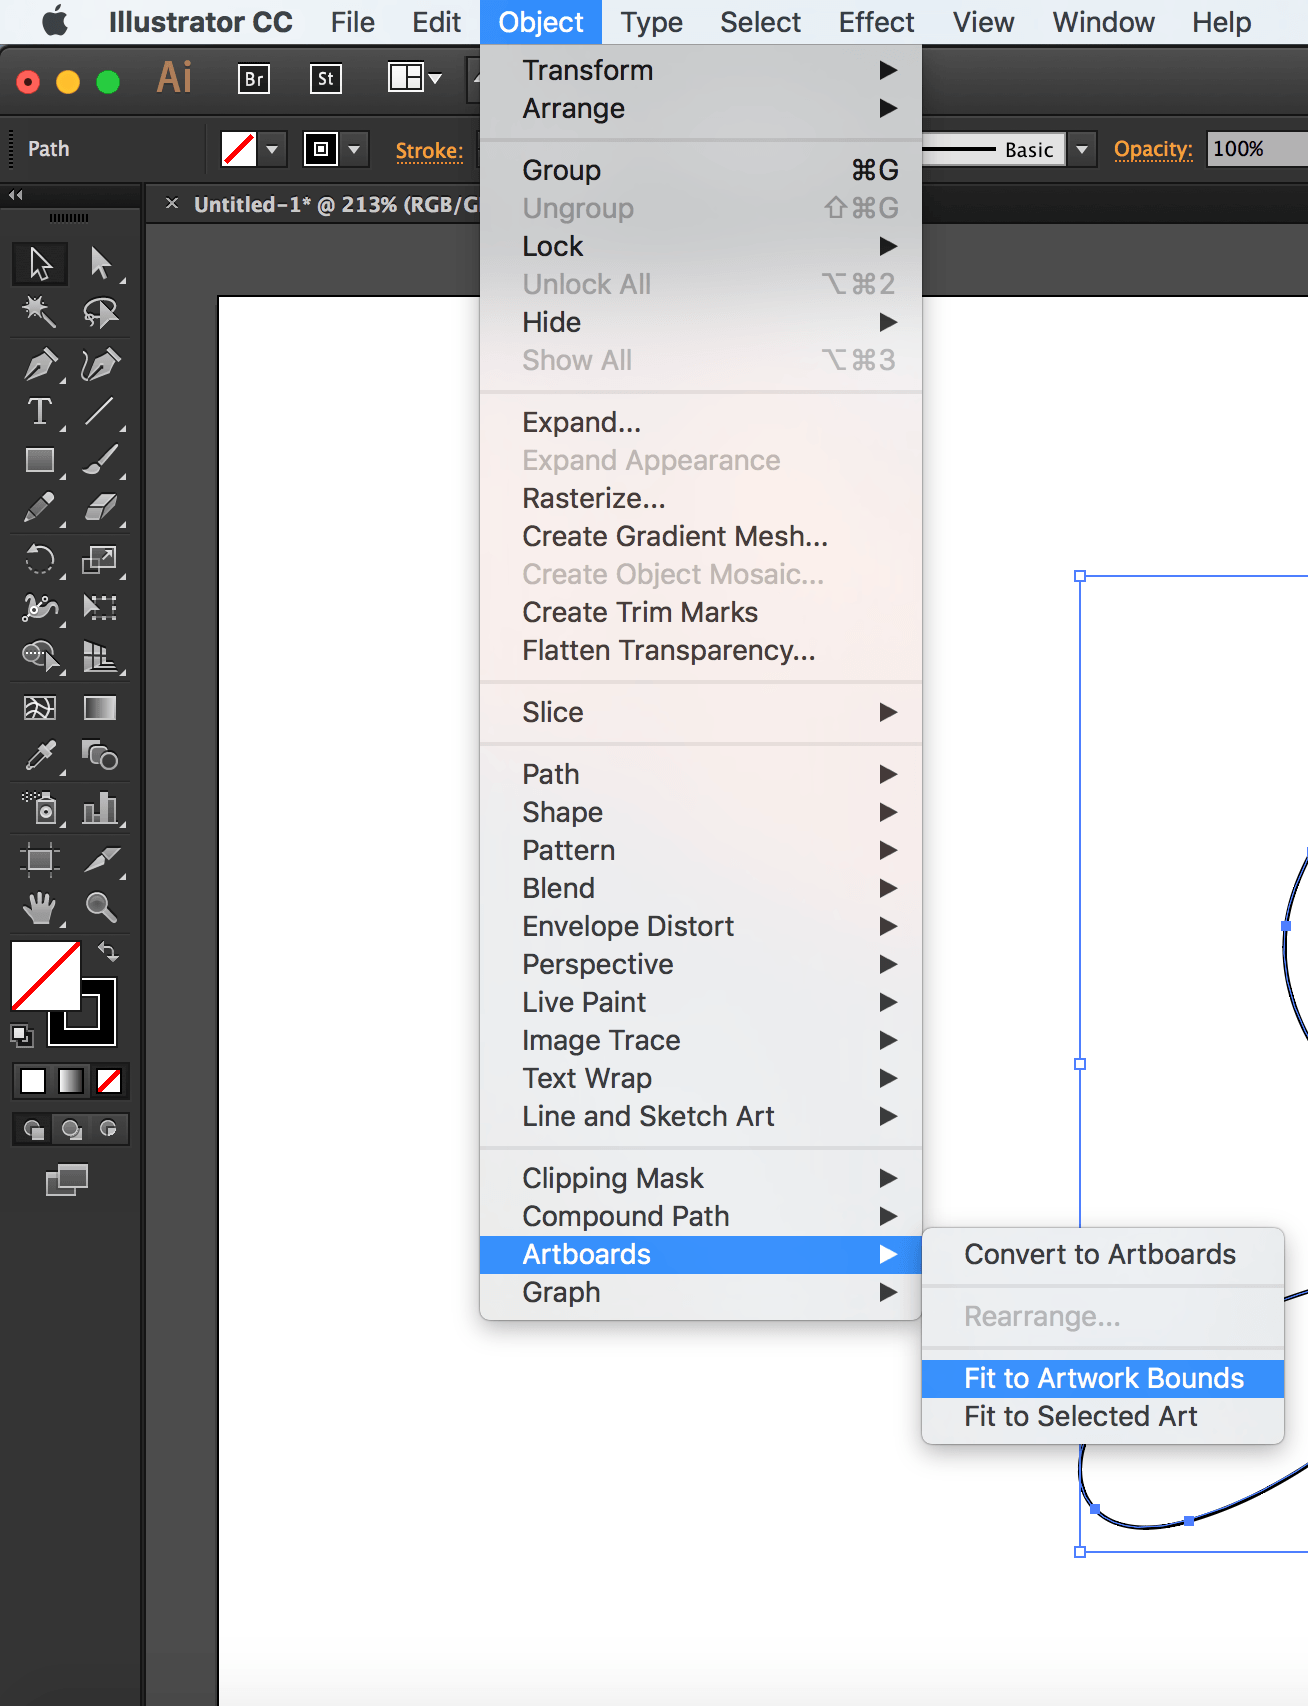 Illustrator CC File Edit Object Type Select Effect View Window Help
Ai Br St
Path Stroke: Basic Opacity: 100%
× Untitled-1* @ 213% (RGB/G
Transform
Arrange
Group ⌘G
Ungroup ⇧⌘G
Lock
Unlock All ⌥⌘2
Hide
Show All ⌥⌘3
Expand...
Expand Appearance
Rasterize...
Create Gradient Mesh...
Create Object Mosaic...
Create Trim Marks
Flatten Transparency...
Slice
Path
Shape
Pattern
Blend
Envelope Distort
Perspective
Live Paint
Image Trace
Text Wrap
Line and Sketch Art
Clipping Mask
Compound Path
Artboards
Graph
Convert to Artboards
Rearrange...
Fit to Artwork Bounds
Fit to Selected Art